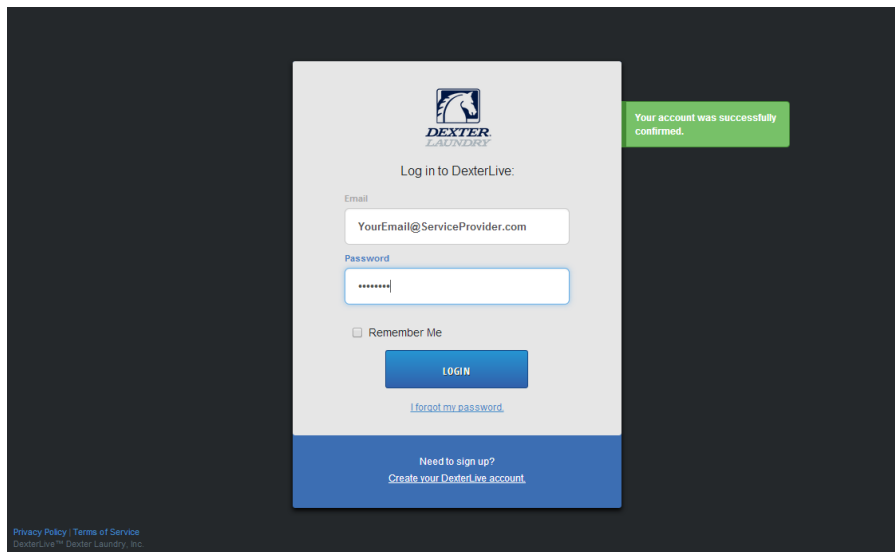 DEXTER
LAUNDRY
Your account was successfully
confirmed.
Log in to DexterLive:
Email
YourEmail@ServiceProvider.com
Password
••••••••
Remember Me
LOGIN
I forgot my password.
Need to sign up?
Create your DexterLive account.
Privacy Policy | Terms of Service
DexterLive™ Dexter Laundry, Inc.